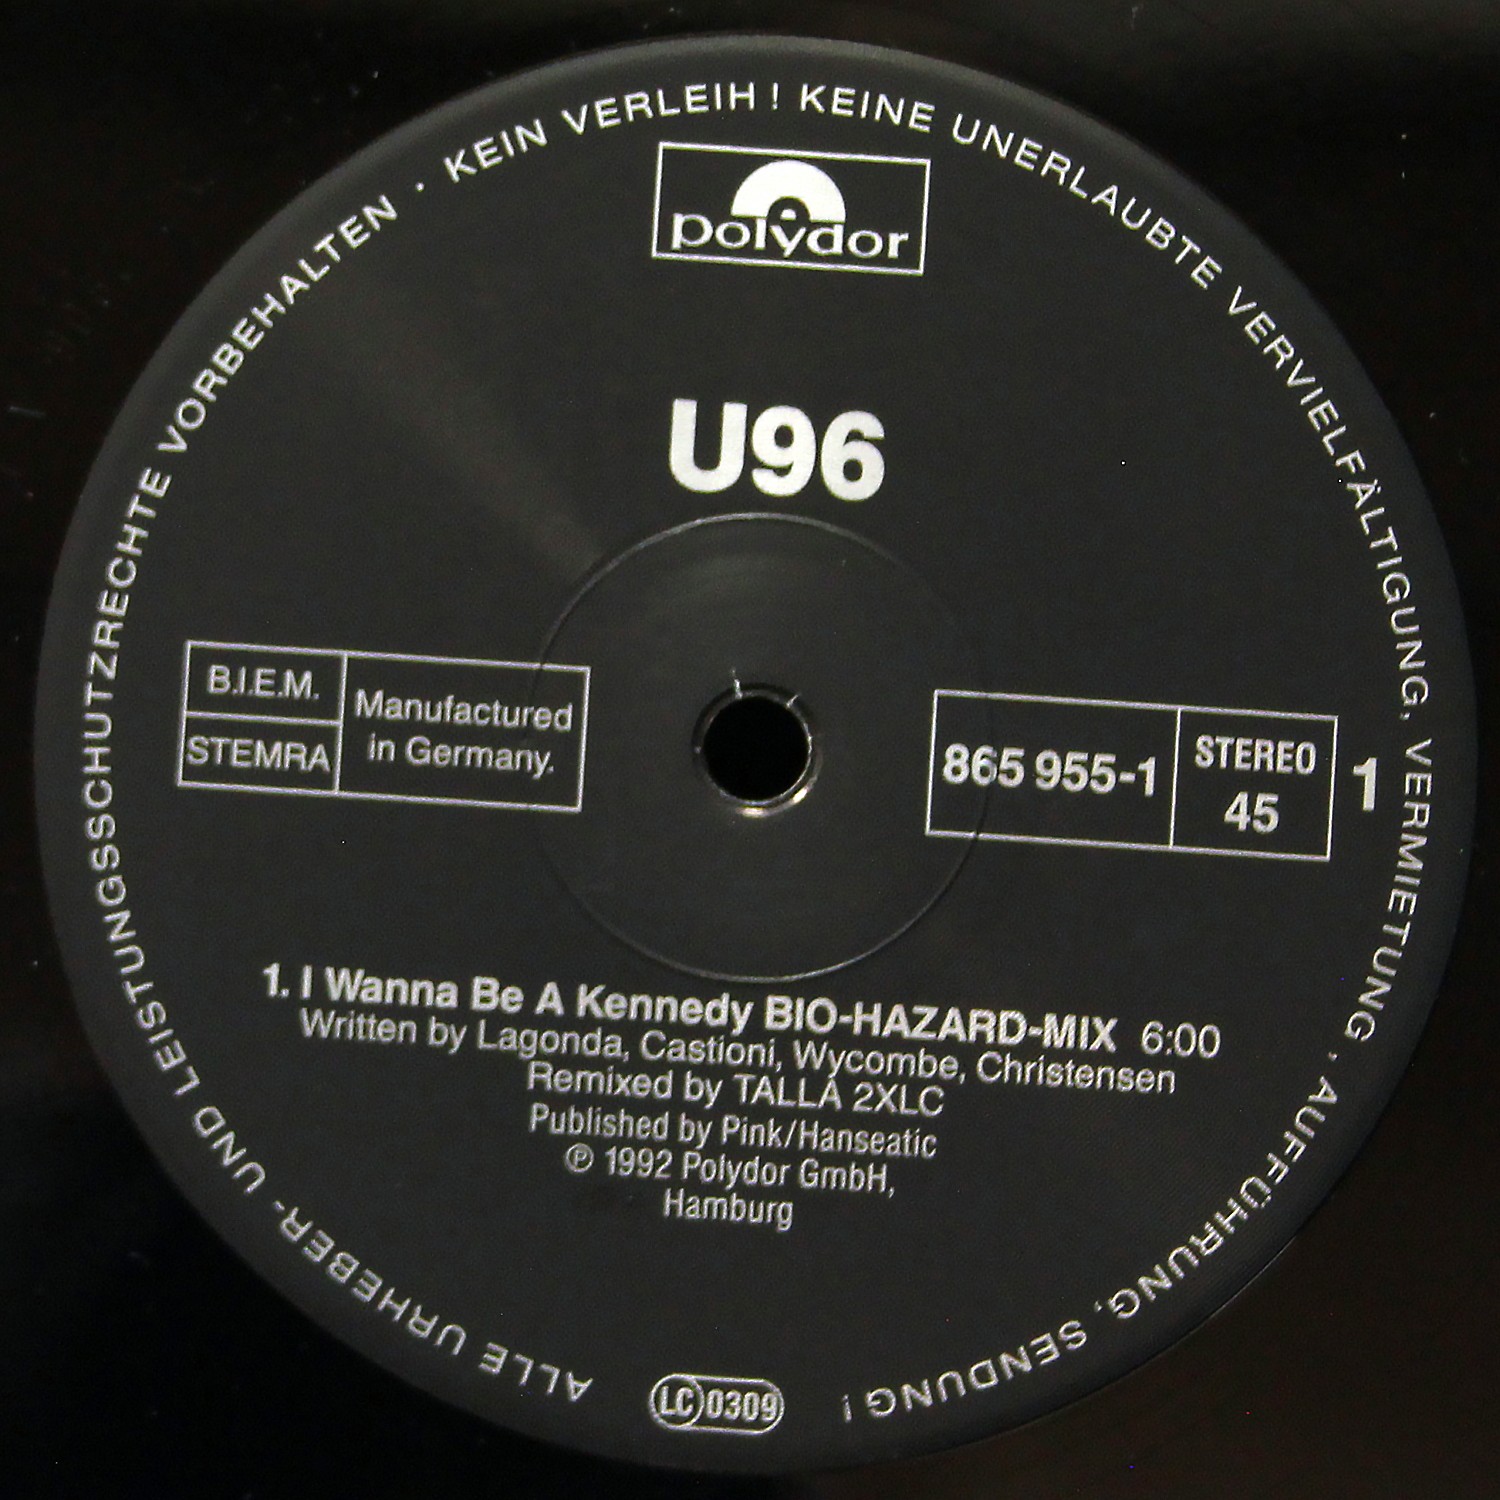 ALLE URHEBER- UND LEISTUNGSSCHUTZRECHTE VORBEHALTEN · KEIN VERLEIH! KEINE UNERLAUBTE VERVIELFÄLTIGUNG, VERMIETUNG, AUFFÜHRUNG, SENDUNG!
polydor
U96
B.I.E.M.
STEMRA
Manufactured
in Germany.
865 955-1
STEREO
45
1
1. I Wanna Be A Kennedy BIO-HAZARD-MIX 6:00
Written by Lagonda, Castioni, Wycombe, Christensen
Remixed by TALLA 2XLC
Published by Pink/Hanseatic
℗ 1992 Polydor GmbH,
Hamburg
LC 0309